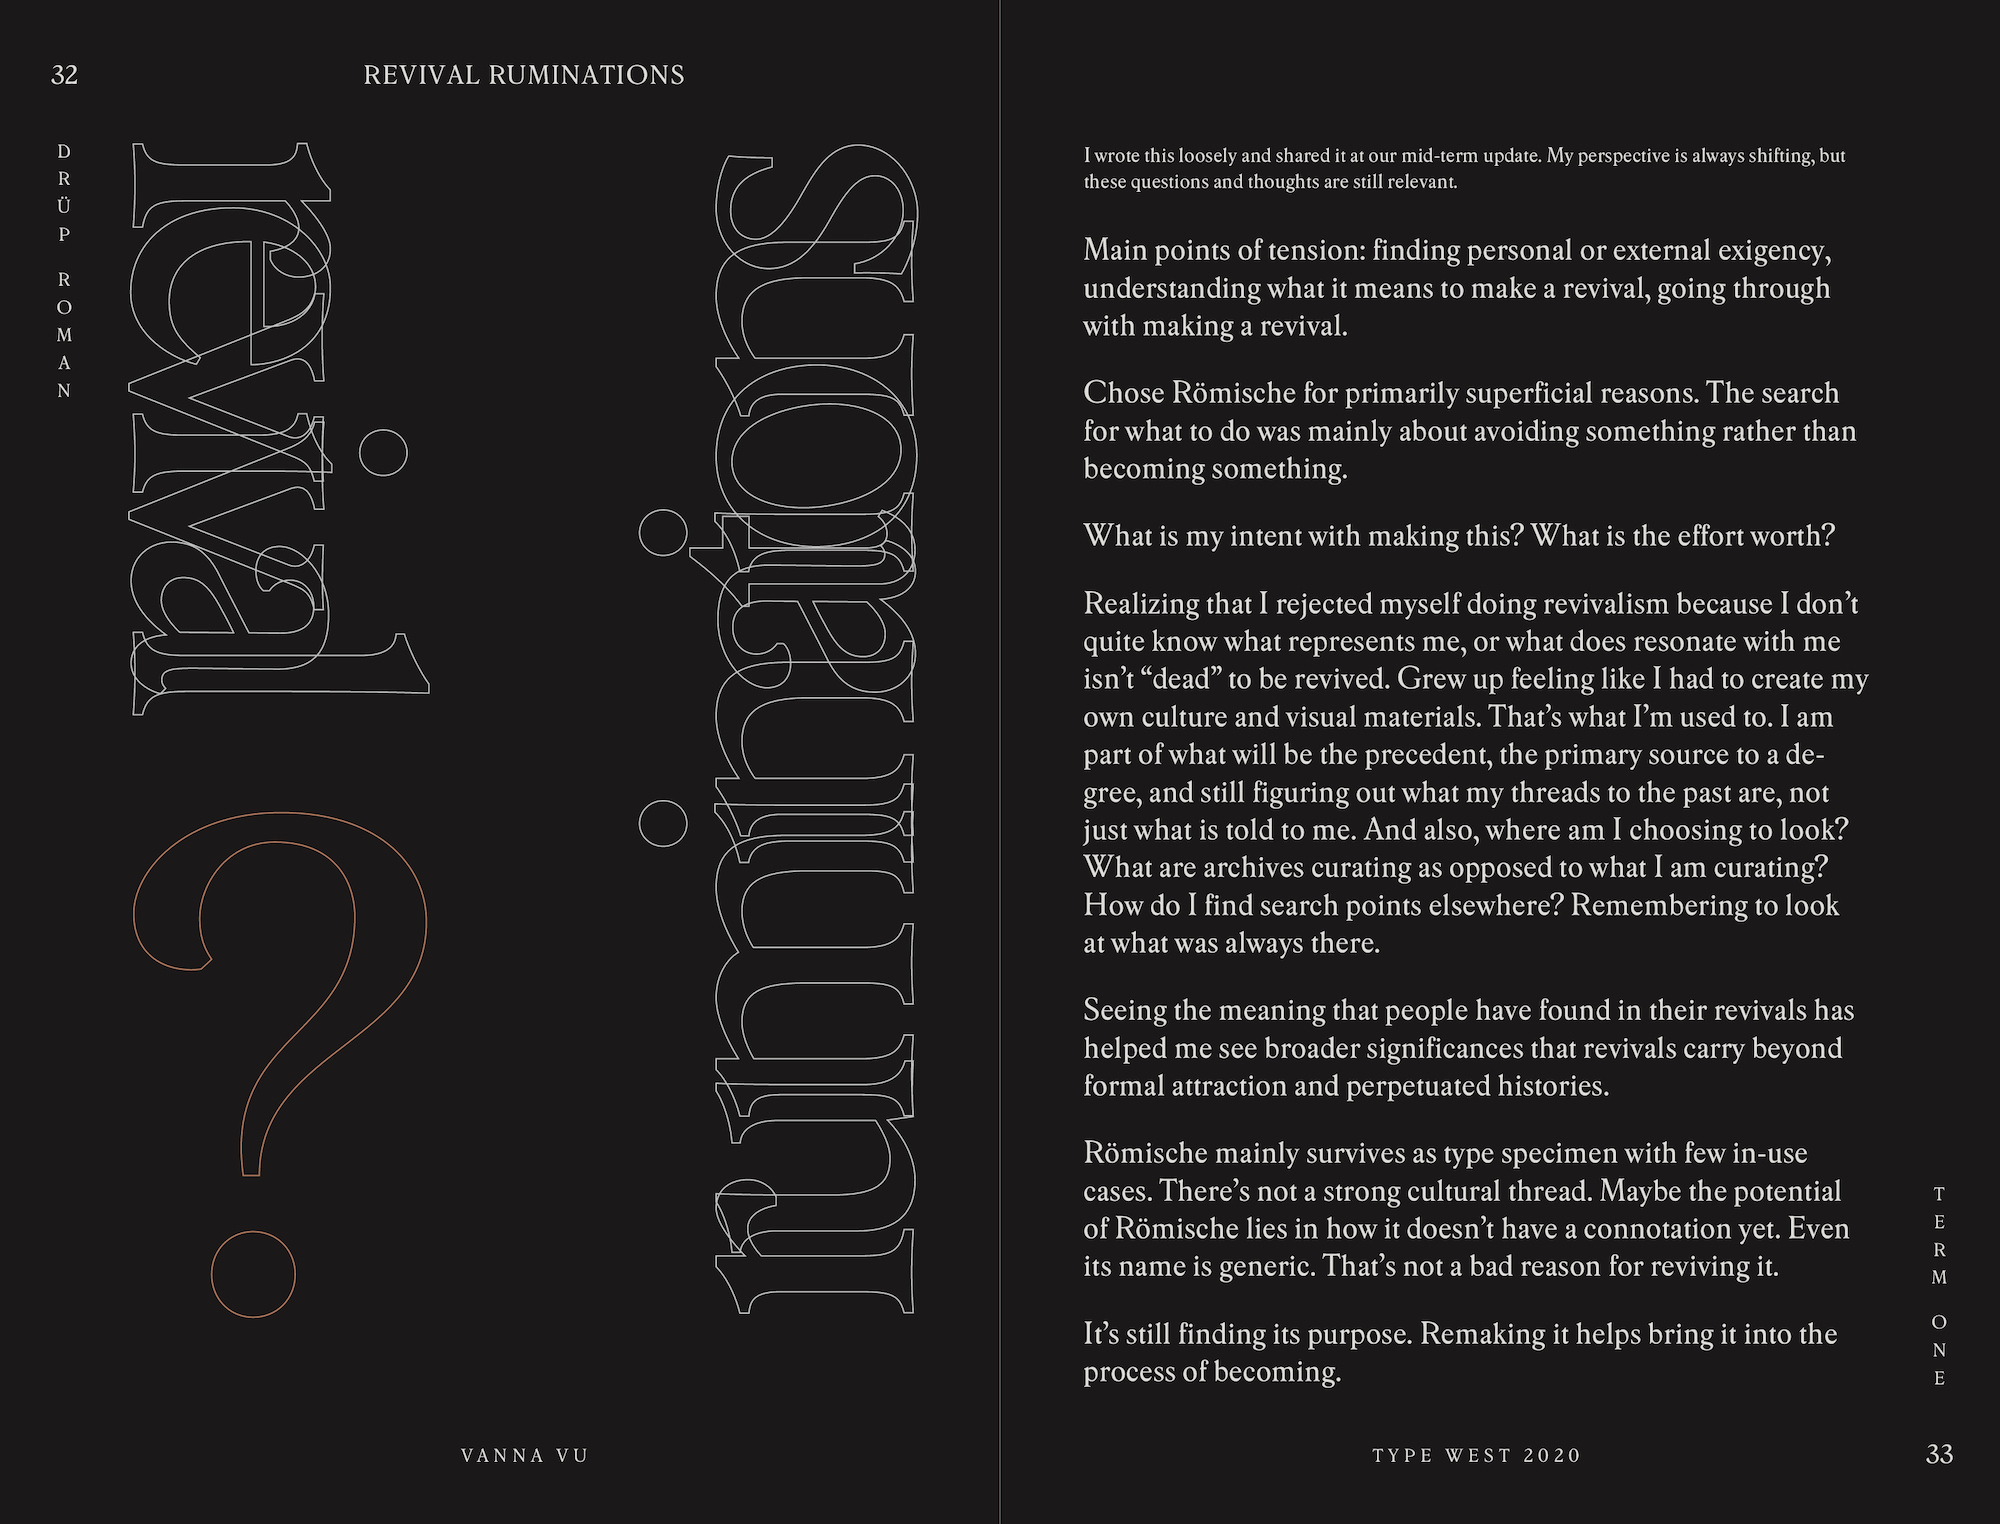 32
REVIVAL RUMINATIONS
DRÜP ROMAN
revival
ruminations
?
VANNA VU
I wrote this loosely and shared it at our mid-term update. My perspective is always shifting, but
these questions and thoughts are still relevant.
Main points of tension: finding personal or external exigency,
understanding what it means to make a revival, going through
with making a revival.
Chose Römische for primarily superficial reasons. The search
for what to do was mainly about avoiding something rather than
becoming something.
What is my intent with making this? What is the effort worth?
Realizing that I rejected myself doing revivalism because I don’t
quite know what represents me, or what does resonate with me
isn’t “dead” to be revived. Grew up feeling like I had to create my
own culture and visual materials. That’s what I’m used to. I am
part of what will be the precedent, the primary source to a de-
gree, and still figuring out what my threads to the past are, not
just what is told to me. And also, where am I choosing to look?
What are archives curating as opposed to what I am curating?
How do I find search points elsewhere? Remembering to look
at what was always there.
Seeing the meaning that people have found in their revivals has
helped me see broader significances that revivals carry beyond
formal attraction and perpetuated histories.
Römische mainly survives as type specimen with few in-use
cases. There’s not a strong cultural thread. Maybe the potential
of Römische lies in how it doesn’t have a connotation yet. Even
its name is generic. That’s not a bad reason for reviving it.
It’s still finding its purpose. Remaking it helps bring it into the
process of becoming.
TERM ONE
TYPE WEST 2020
33